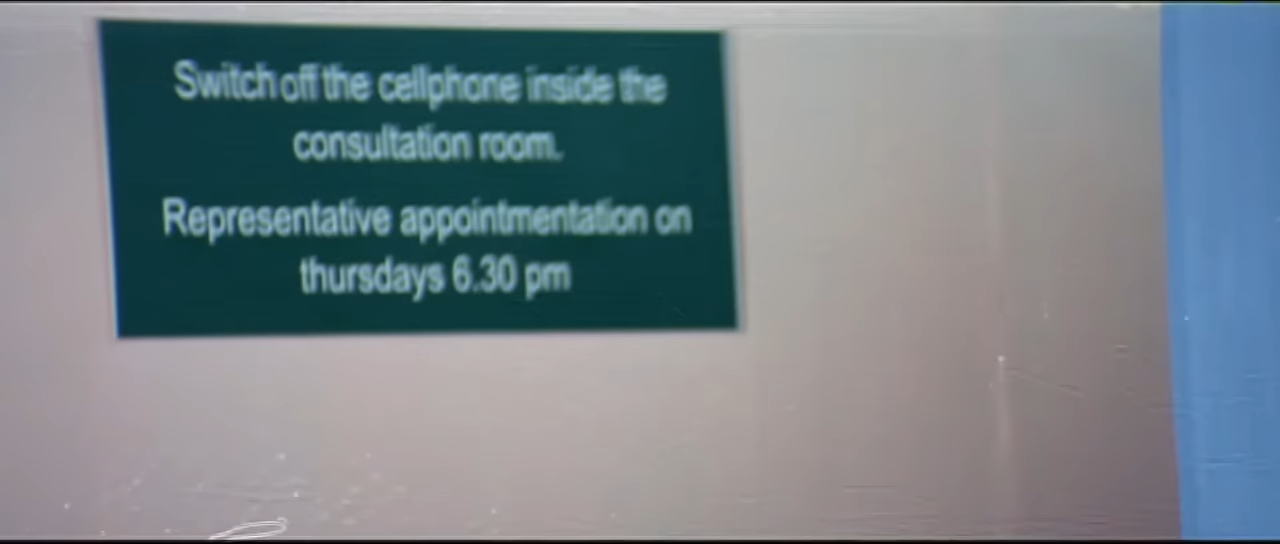 Switch off the cellphone inside the
consultation room.
Representative appointmentation on
thursdays 6.30 pm